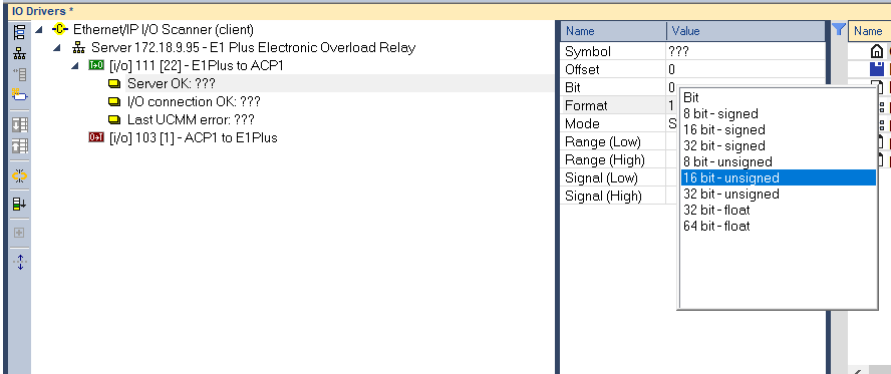 IO Drivers *
Ethernet/IP I/O Scanner (client)
Server 172.18.9.95 - E1 Plus Electronic Overload Relay
[i/o] 111 [22] - E1Plus to ACP1
Server OK: ???
I/O connection OK: ???
Last UCMM error: ???
[i/o] 103 [1] - ACP1 to E1Plus
Name Value
Symbol ???
Offset 0
Bit 0
Format 1
Mode S
Range (Low)
Range (High)
Signal (Low)
Signal (High)
Bit
8 bit - signed
16 bit - signed
32 bit - signed
8 bit - unsigned
16 bit - unsigned
32 bit - unsigned
32 bit - float
64 bit - float
Name